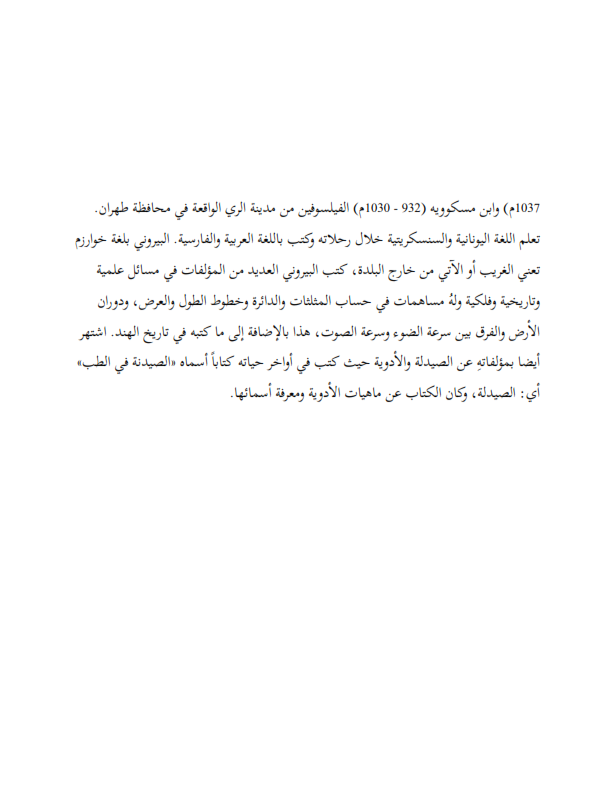 1037م) وابن مسكوويه (932 - 1030م) الفيلسوفين من مدينة الري الواقعة في محافظة طهران.
تعلم اللغة اليونانية والسنسكريتية خلال رحلاته وكتب باللغة العربية والفارسية. البيروني بلغة خوارزم
تعني الغريب أو الآتي من خارج البلدة، كتب البيروني العديد من المؤلفات في مسائل علمية
وتاريخية وفلكية ولهُ مساهمات في حساب المثلثات والدائرة وخطوط الطول والعرض، ودوران
الأرض والفرق بين سرعة الضوء وسرعة الصوت، هذا بالإضافة إلى ما كتبه في تاريخ الهند. اشتهر
أيضا بمؤلفاتهِ عن الصيدلة والأدوية حيث كتب في أواخر حياته كتاباً أسماه «الصيدنة في الطب»
أي: الصيدلة، وكان الكتاب عن ماهيات الأدوية ومعرفة أسمائها.